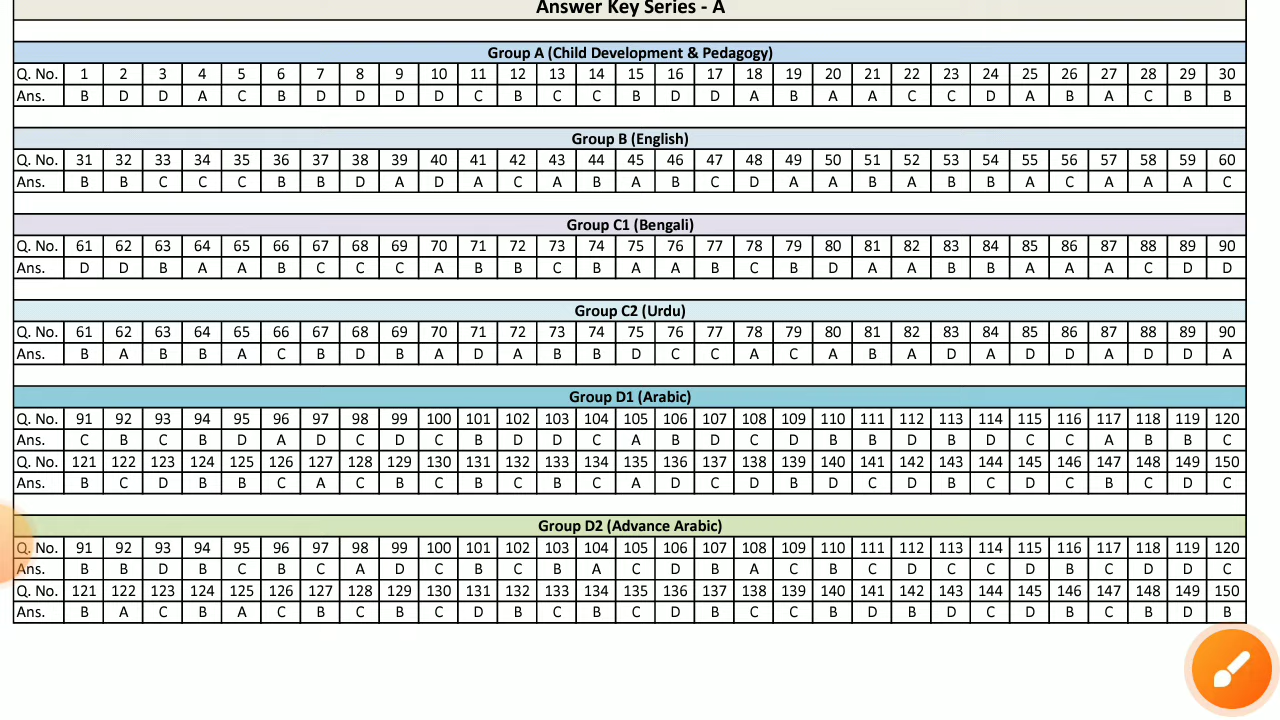 Answer Key Series - A
Group A (Child Development & Pedagogy)
Q. No. 1 2 3 4 5 6 7 8 9 10 11 12 13 14 15 16 17 18 19 20 21 22 23 24 25 26 27 28 29 30
Ans. B D D A C B D D D D C B C C B D D A B A A C C D A B A C B B
Group B (English)
Q. No. 31 32 33 34 35 36 37 38 39 40 41 42 43 44 45 46 47 48 49 50 51 52 53 54 55 56 57 58 59 60
Ans. B B C C C B B D A D A C A B A B C D A A B A B B A C A A A C
Group C1 (Bengali)
Q. No. 61 62 63 64 65 66 67 68 69 70 71 72 73 74 75 76 77 78 79 80 81 82 83 84 85 86 87 88 89 90
Ans. D D B A A B C C C A B B C B A A B C B D A A B B A A A C D D
Group C2 (Urdu)
Q. No. 61 62 63 64 65 66 67 68 69 70 71 72 73 74 75 76 77 78 79 80 81 82 83 84 85 86 87 88 89 90
Ans. B A B B A C B D B A D A B B D C C A C A B A D A D D A D D A
Group D1 (Arabic)
Q. No. 91 92 93 94 95 96 97 98 99 100 101 102 103 104 105 106 107 108 109 110 111 112 113 114 115 116 117 118 119 120
Ans. C B C B D A D C D C B D D C A B D C D B B D B D C C A B B C
Q. No. 121 122 123 124 125 126 127 128 129 130 131 132 133 134 135 136 137 138 139 140 141 142 143 144 145 146 147 148 149 150
Ans. B C D B B C A C B C B C B C A D C D B D C D B C D C B C D C
Group D2 (Advance Arabic)
Q. No. 91 92 93 94 95 96 97 98 99 100 101 102 103 104 105 106 107 108 109 110 111 112 113 114 115 116 117 118 119 120
Ans. B B D B C B C A D C B C B A C D B A C B C D C C D B C D D C
Q. No. 121 122 123 124 125 126 127 128 129 130 131 132 133 134 135 136 137 138 139 140 141 142 143 144 145 146 147 148 149 150
Ans. B A C B A C B C B C D B C B C D B C C B D B D C D B C B D B